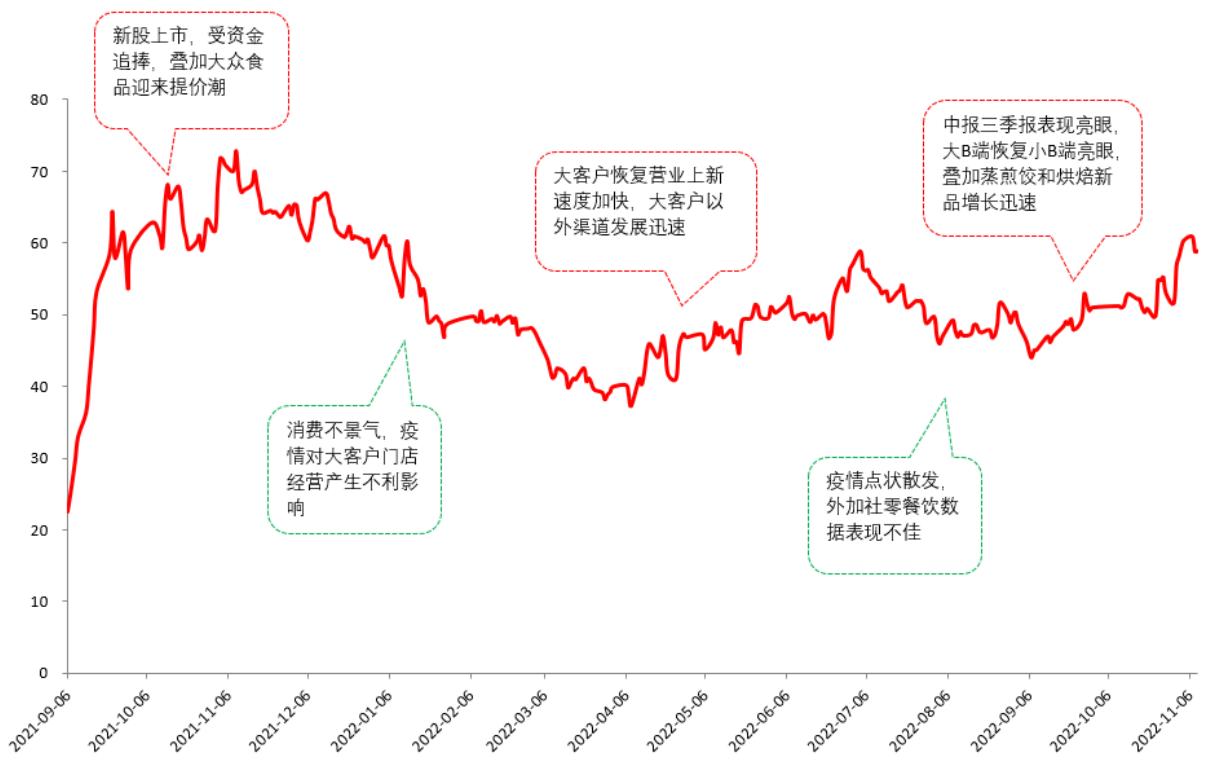 新股上市，受资金
追捧，叠加大众食
品迎来提价潮
中报三季报表现亮眼，
大B端恢复小B端亮眼，
叠加蒸煎饺和烘焙新
品增长迅速
大客户恢复营业上新
速度加快，大客户以
外渠道发展迅速
消费不景气，疫
情对大客户门店
经营产生不利影
响
疫情点状散发，
外加社零餐饮数
据表现不佳
80
70
60
50
40
30
20
10
0
2021-09-06
2021-10-06
2021-11-06
2021-12-06
2022-01-06
2022-02-06
2022-03-06
2022-04-06
2022-05-06
2022-06-06
2022-07-06
2022-08-06
2022-09-06
2022-10-06
2022-11-06